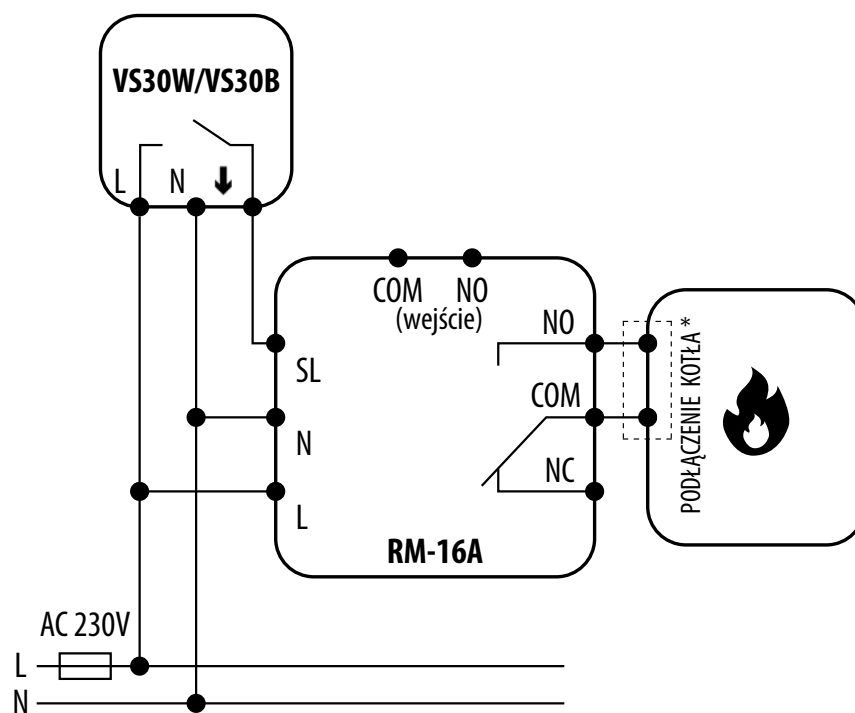 VS30W/VS30B
L N
COM NO
(wejście)
NO
SL
COM
N
NC
L
RM-16A
PODŁĄCZENIE KOTŁA *
AC 230V
L
N